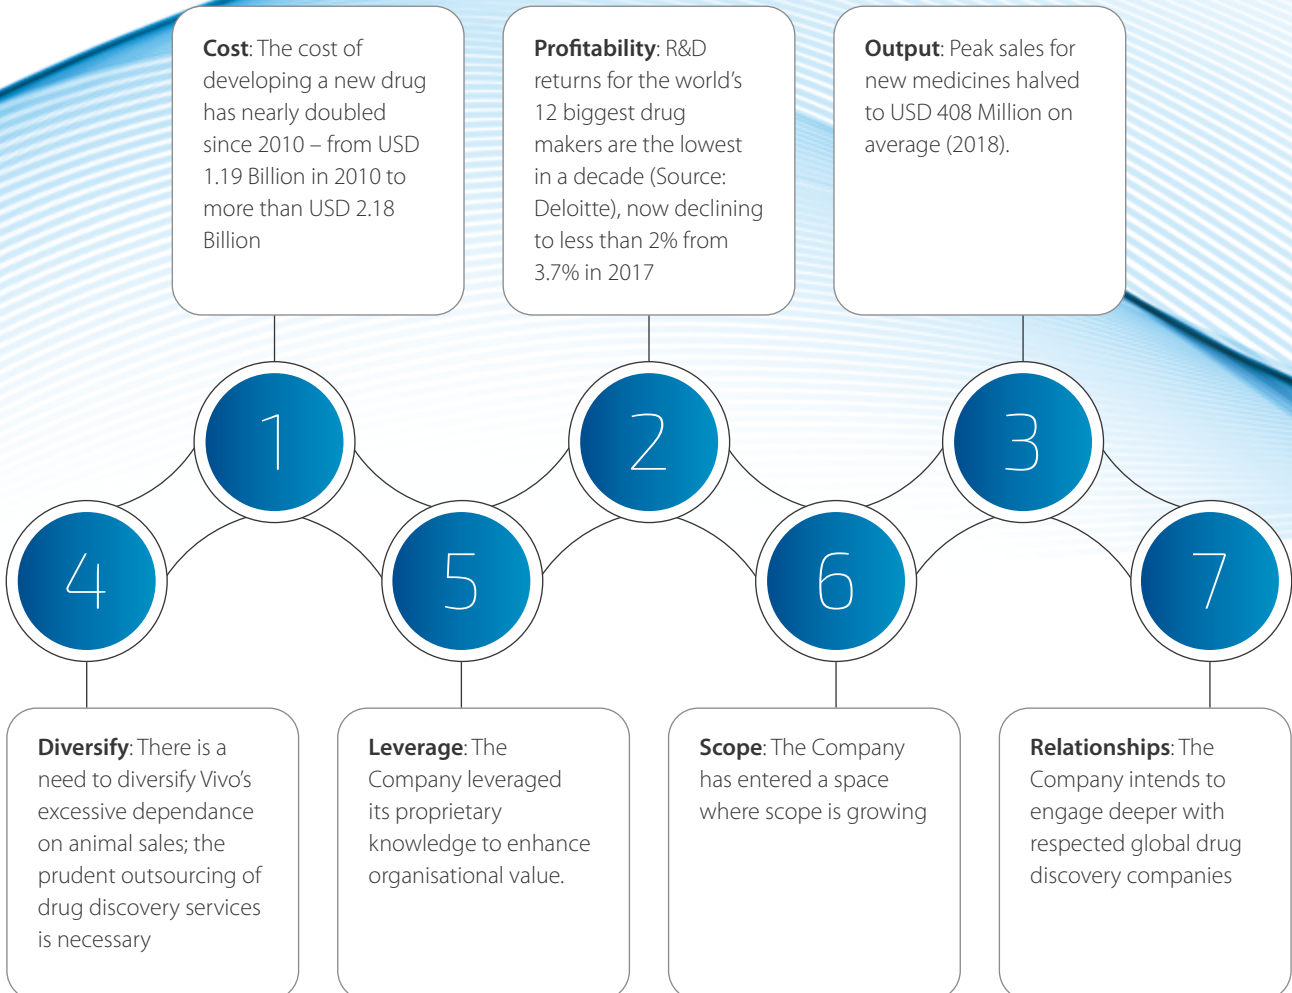 Cost: The cost of
developing a new drug
has nearly doubled
since 2010 – from USD
1.19 Billion in 2010 to
more than USD 2.18
Billion
Profitability: R&D
returns for the world’s
12 biggest drug
makers are the lowest
in a decade (Source:
Deloitte), now declining
to less than 2% from
3.7% in 2017
Output: Peak sales for
new medicines halved
to USD 408 Million on
average (2018).
1
2
3
4
5
6
7
Diversify: There is a
need to diversify Vivo’s
excessive dependance
on animal sales; the
prudent outsourcing of
drug discovery services
is necessary
Leverage: The
Company leveraged
its proprietary
knowledge to enhance
organisational value.
Scope: The Company
has entered a space
where scope is growing
Relationships: The
Company intends to
engage deeper with
respected global drug
discovery companies